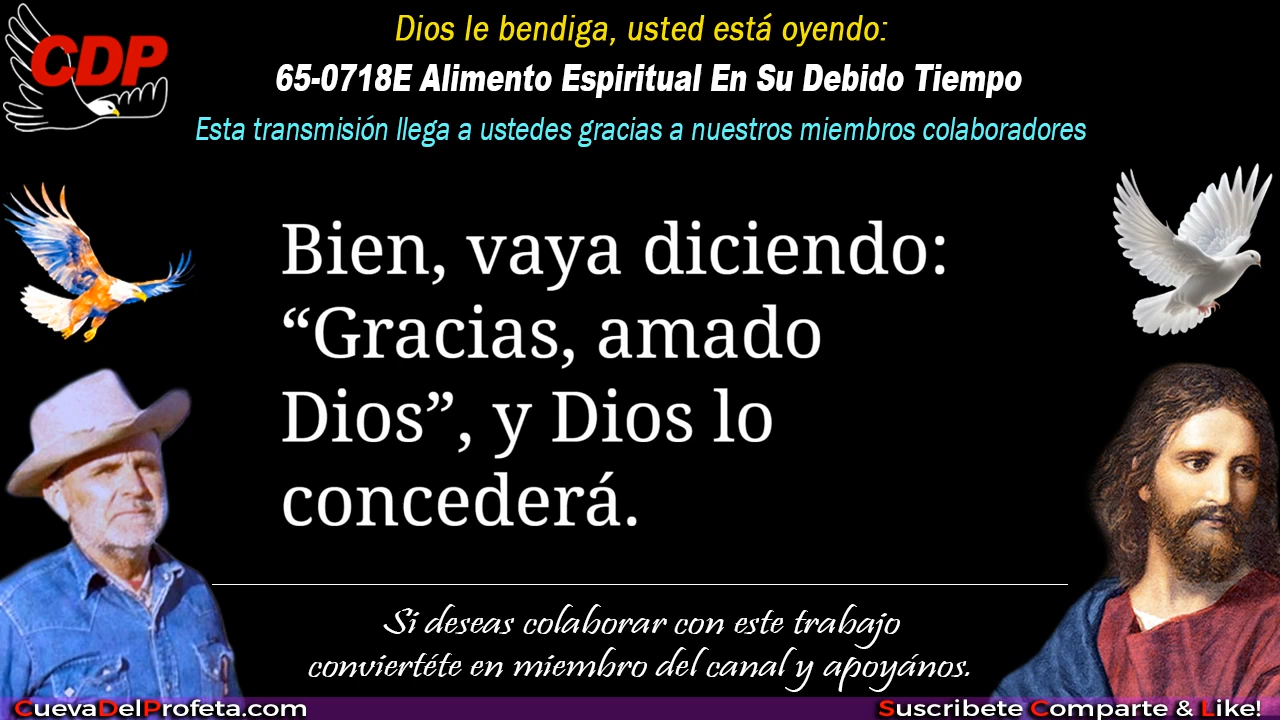 CDP
Dios le bendiga, usted está oyendo:
65-0718E Alimento Espiritual En Su Debido Tiempo
Esta transmisión llega a ustedes gracias a nuestros miembros colaboradores
Bien, vaya diciendo:
“Gracias, amado
Dios”, y Dios lo
concederá.
Si deseas colaborar con este trabajo
conviertéte en miembro del canal y apoyános.
CuevaDelProfeta.com
Suscribete Comparte & Like!